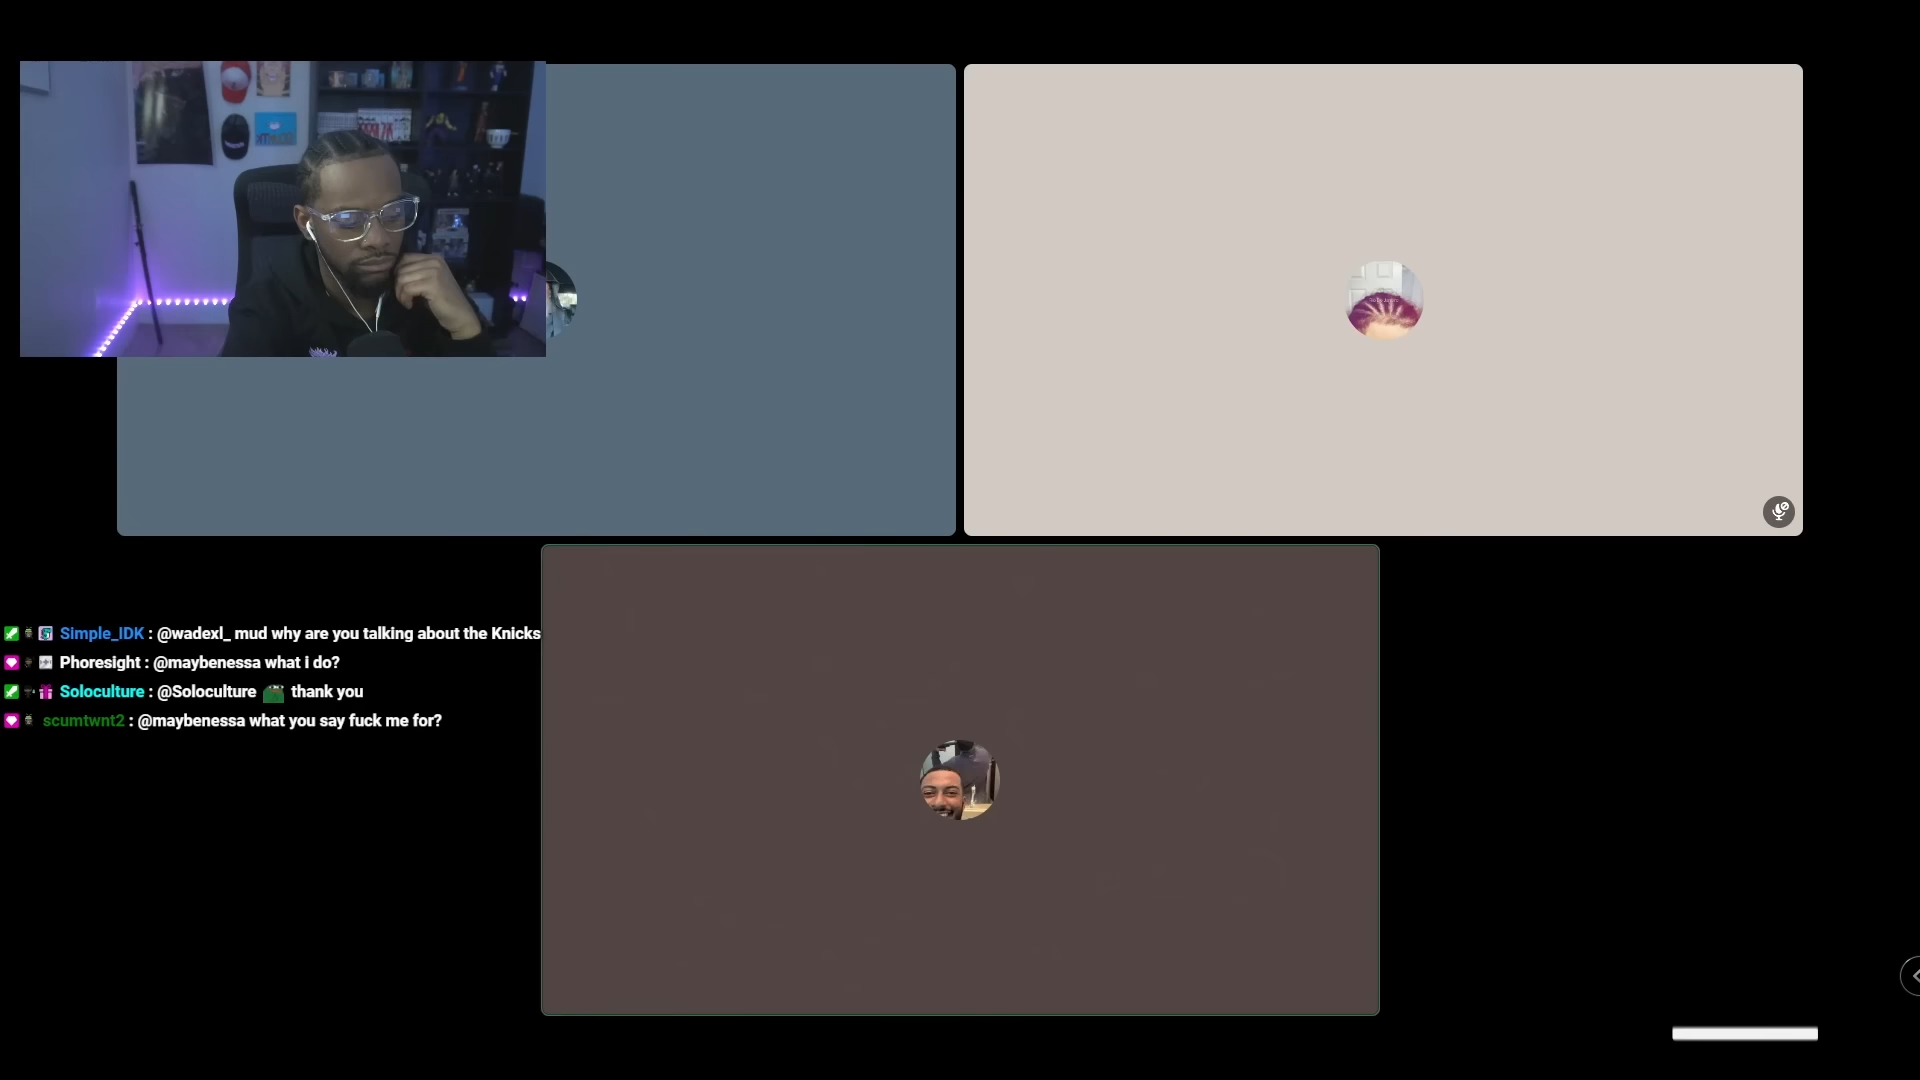 Simple_IDK : @wadexl_ mud why are you talking about the Knicks
Phoresight : @maybenessa what i do?
Soloculture : @Soloculture thank you
scumtwnt2 : @maybenessa what you say fuck me for?